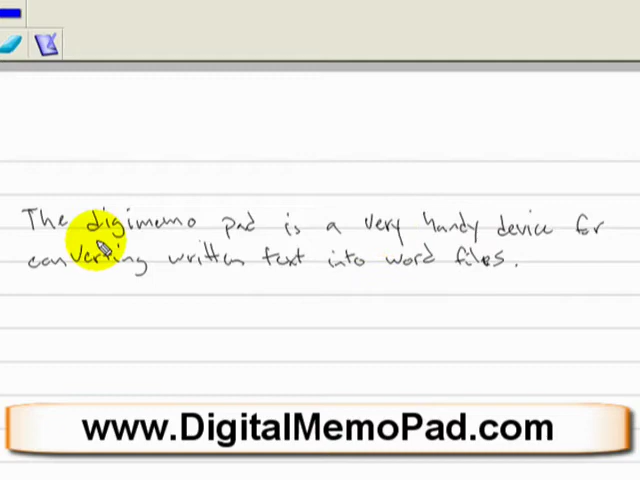 The digimemo pad is a very handy device for
converting written text into word files.
www.DigitalMemoPad.com